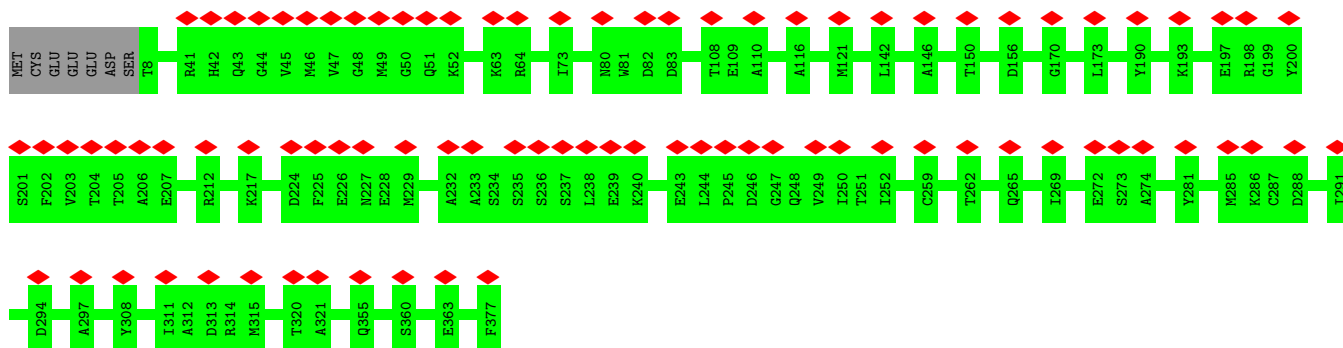 MET CYS GLU GLU GLU ASP SER T8 R41 H42 Q43 G44 V45 M46 V47 G48 M49 G50 Q51 K52 K63 R64 I73 N80 W81 D82 D83 T108 E109 A110 A116 M121 L142 A146 T150 D156 G170 L173 Y190 K193 E197 R198 G199 Y200
S201 F202 V203 T204 T205 A206 E207 R212 K217 D224 F225 E226 N227 E228 M229 A232 A233 S234 S235 S236 S237 L238 E239 K240 E243 L244 P245 D246 G247 Q248 V249 I250 T251 I252 C259 T262 Q265 I269 E272 S273 A274 Y281 M285 K286 C287 D288 I291
D294 A297 Y308 I311 A312 D313 R314 M315 T320 A321 Q355 S360 E363 F377